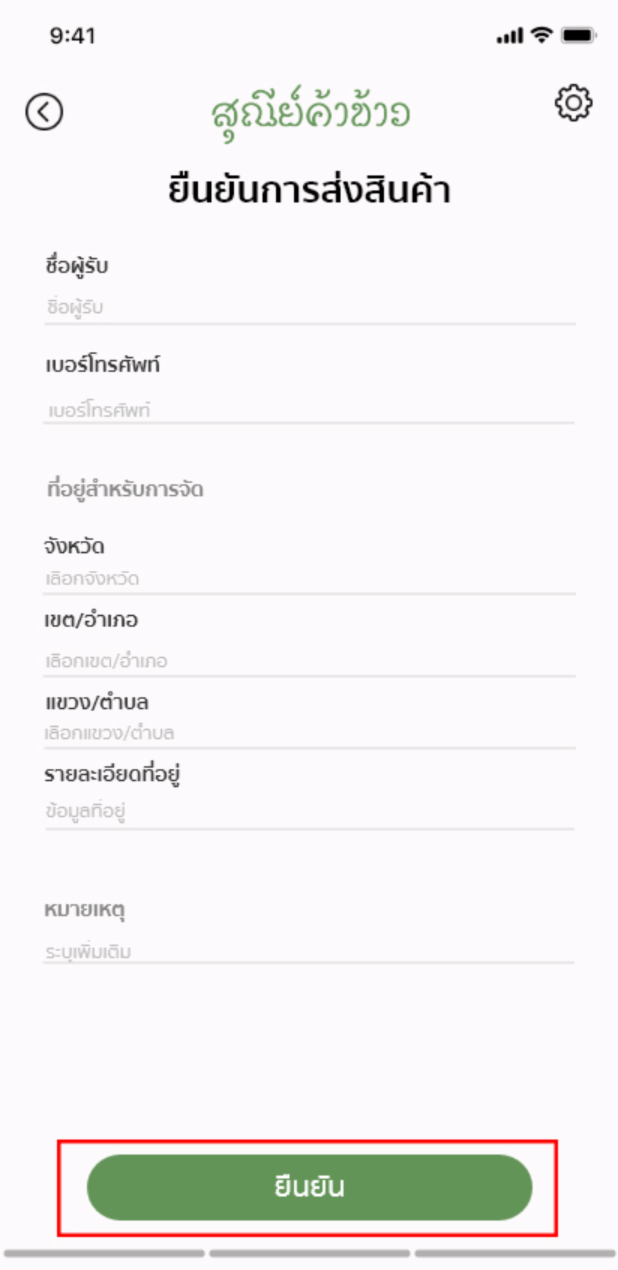 9:41
สุณีย์ค้าข้าว
ยืนยันการส่งสินค้า
ชื่อผู้รับ
ชื่อผู้รับ
เบอร์โทรศัพท์
เบอร์โทรศัพท์
ที่อยู่สำหรับการจัด
จังหวัด
เลือกจังหวัด
เขต/อำเภอ
เลือกเขต/อำเภอ
แขวง/ตำบล
เลือกแขวง/ตำบล
รายละเอียดที่อยู่
ข้อมูลที่อยู่
หมายเหตุ
ระบุเพิ่มเติม
ยืนยัน